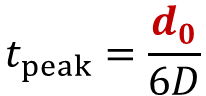 t_peak = d_0 / 6D